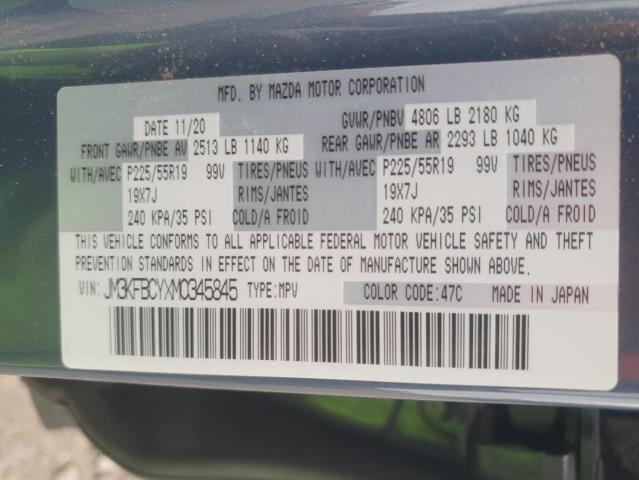 MFD. BY MAZDA MOTOR CORPORATION
DATE 11/20 GVWR/PNBV 4806 LB 2180 KG
FRONT GAWR/PNBE AV 2513 LB 1140 KG REAR GAWR/PNBE AR 2293 LB 1040 KG
WITH/AVEC P225/55R19 99V TIRES/PNEUS WITH/AVEC P225/55R19 99V TIRES/PNEUS
19X7J RIMS/JANTES 19X7J RIMS/JANTES
240 KPA/35 PSI COLD/A FROID 240 KPA/35 PSI COLD/A FROID
THIS VEHICLE CONFORMS TO ALL APPLICABLE FEDERAL MOTOR VEHICLE SAFETY AND THEFT
PREVENTION STANDARDS IN EFFECT ON THE DATE OF MANUFACTURE SHOWN ABOVE.
VIN: JM3KFBCYXM0345845 TYPE:MPV COLOR CODE:47C MADE IN JAPAN